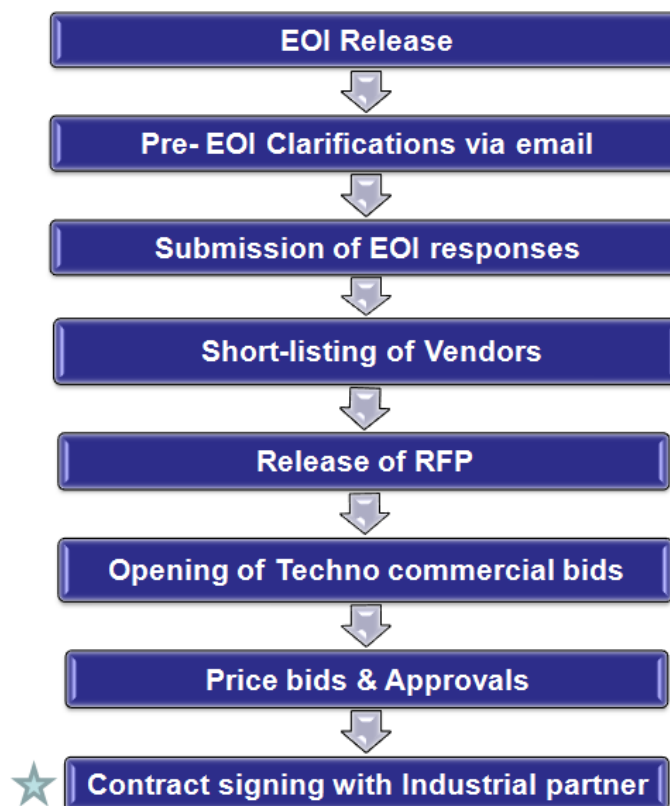 EOI Release
Pre- EOI Clarifications via email
Submission of EOI responses
Short-listing of Vendors
Release of RFP
Opening of Techno commercial bids
Price bids & Approvals
Contract signing with Industrial partner